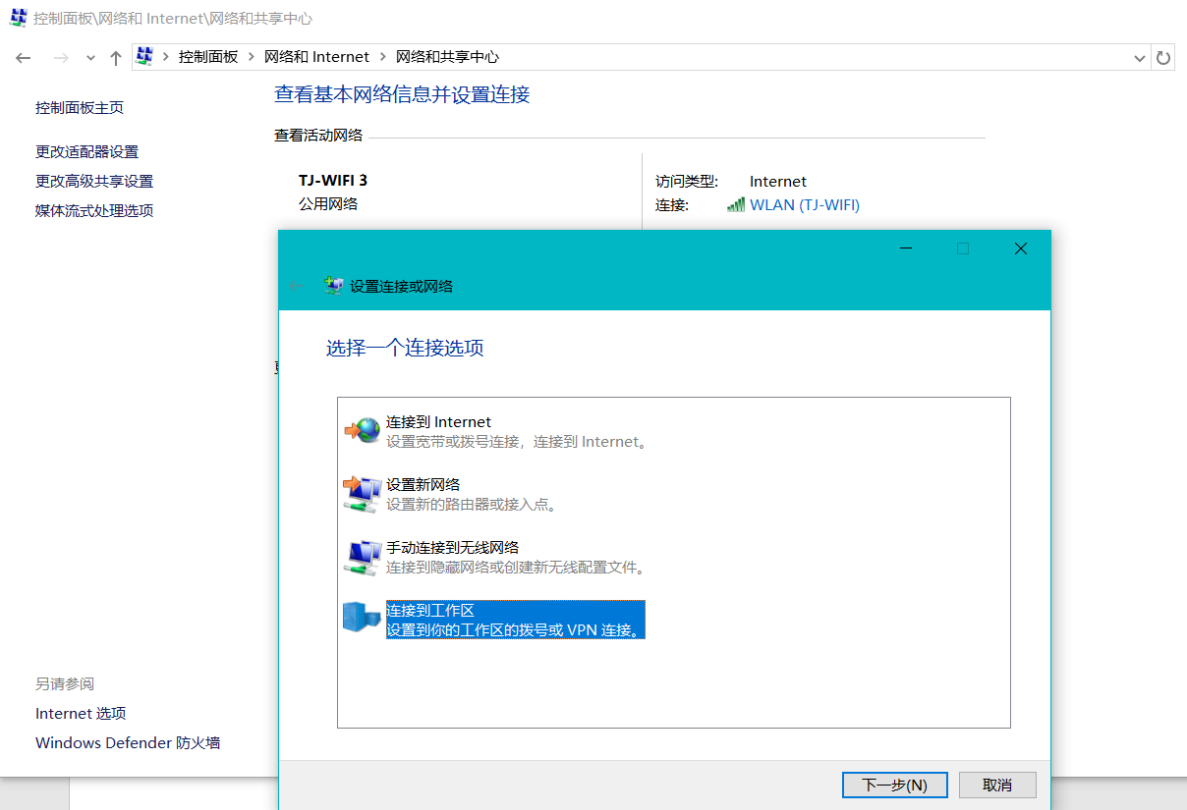 控制面板\网络和 Internet\网络和共享中心
控制面板 > 网络和 Internet > 网络和共享中心
控制面板主页
更改适配器设置
更改高级共享设置
媒体流式处理选项
查看基本网络信息并设置连接
查看活动网络
TJ-WIFI 3
公用网络
访问类型: Internet
连接: WLAN (TJ-WIFI)
设置连接或网络
选择一个连接选项
连接到 Internet
设置宽带或拨号连接，连接到 Internet。
设置新网络
设置新的路由器或接入点。
手动连接到无线网络
连接到隐藏网络或创建新无线配置文件。
连接到工作区
设置到你的工作区的拨号或 VPN 连接。
另请参阅
Internet 选项
Windows Defender 防火墙
下一步(N)
取消